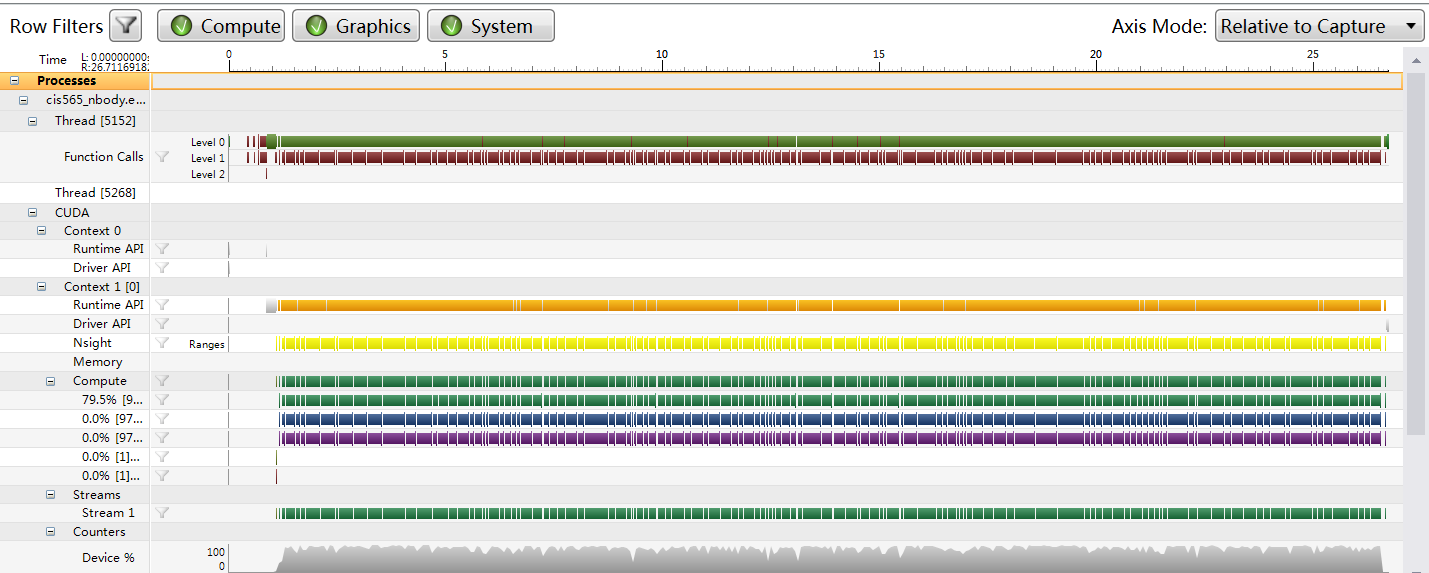 Row Filters Compute Graphics System Axis Mode: Relative to Capture
Time L: 0.00000000s 0 5 10 15 20 25
R:26.71169182
Processes
cis565_nbody.e...
Thread [5152]
Level 0
Function Calls Level 1
Level 2
Thread [5268]
CUDA
Context 0
Runtime API
Driver API
Context 1 [0]
Runtime API
Driver API
Nsight Ranges
Memory
Compute
79.5% [9...
0.0% [97...
0.0% [97...
0.0% [1]...
0.0% [1]...
Streams
Stream 1
Counters
Device % 100
0